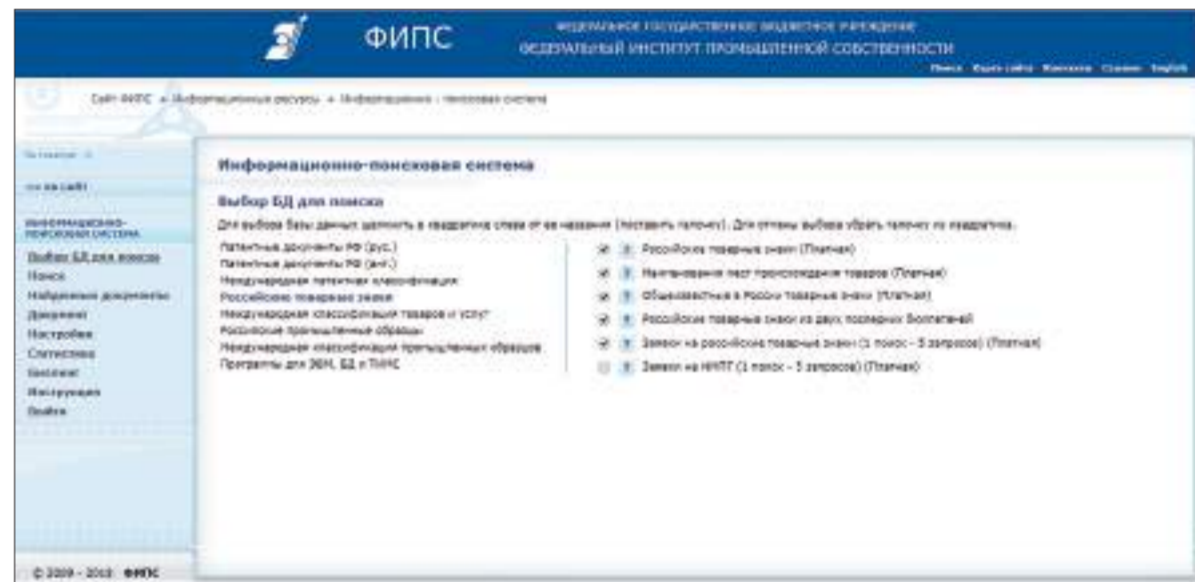 ФИПС
ФЕДЕРАЛЬНОЕ ГОСУДАРСТВЕННОЕ БЮДЖЕТНОЕ УЧРЕЖДЕНИЕ
ФЕДЕРАЛЬНЫЙ ИНСТИТУТ ПРОМЫШЛЕННОЙ СОБСТВЕННОСТИ
Поиск Карта сайта Контакты Ссылки English
Сайт ФИПС » Информационные ресурсы » Информационно - поисковая система
на сайт
ИНФОРМАЦИОННО-
ПОИСКОВАЯ СИСТЕМА
Выбор БД для поиска
Поиск
Найденные документы
Документ
Настройка
Статистика
Инструкция
Выйти
© 2009 - 2018 ФИПС
Информационно-поисковая система
Выбор БД для поиска
Для выбора базы данных щелкнуть в квадратике слева от ее названия (поставить галочку). Для отмены выбора убрать галочку из квадратика.
Патентные документы РФ (рус.)
Патентные документы РФ (анг.)
Международная патентная классификация
Российские товарные знаки
Международная классификация товаров и услуг
Российские промышленные образцы
Международная классификация промышленных образцов
Программы для ЭВМ, БД и ТИМС
Российские товарные знаки (Платная)
Наименования мест происхождения товаров (Платная)
Общеизвестные в России товарные знаки (Платная)
Российские товарные знаки из двух последних бюллетеней
Заявки на российские товарные знаки (1 поиск - 5 запросов) (Платная)
Заявки на НМПТ (1 поиск - 5 запросов) (Платная)